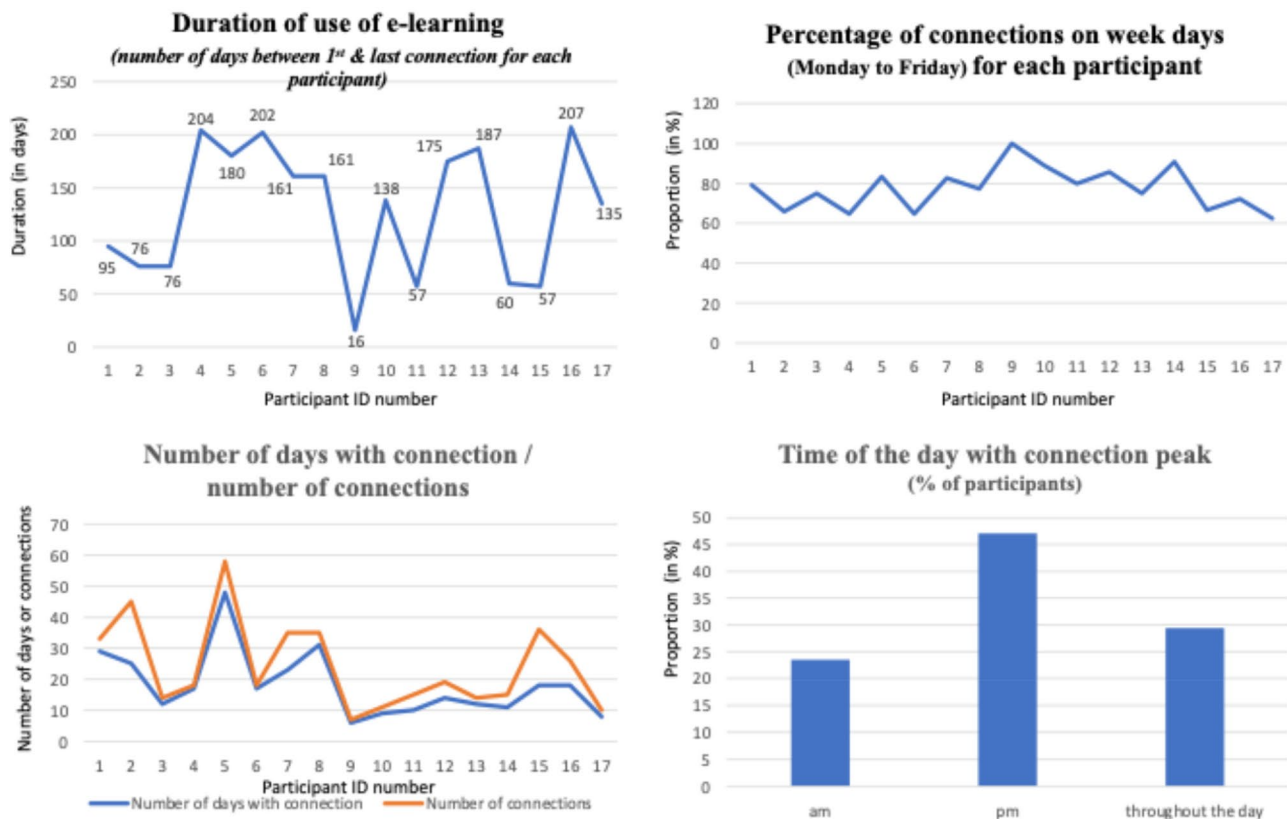 Duration of use of e-learning
(number of days between 1st & last connection for each
participant)
Duration (in days)
250
200
150
100
50
0
95
76
76
204
180
202
161
161
16
138
57
175
187
60
57
207
135
1 2 3 4 5 6 7 8 9 10 11 12 13 14 15 16 17
Participant ID number
Percentage of connections on week days
(Monday to Friday) for each participant
Proportion (in %)
120
100
80
60
40
20
0
1 2 3 4 5 6 7 8 9 10 11 12 13 14 15 16 17
Participant ID number
Number of days with connection /
number of connections
Number of days or connections
70
60
50
40
30
20
10
0
1 2 3 4 5 6 7 8 9 10 11 12 13 14 15 16 17
Participant ID number
Number of days with connection Number of connections
Time of the day with connection peak
(% of participants)
Proportion (in %)
50
45
40
35
30
25
20
15
10
5
0
am pm throughout the day